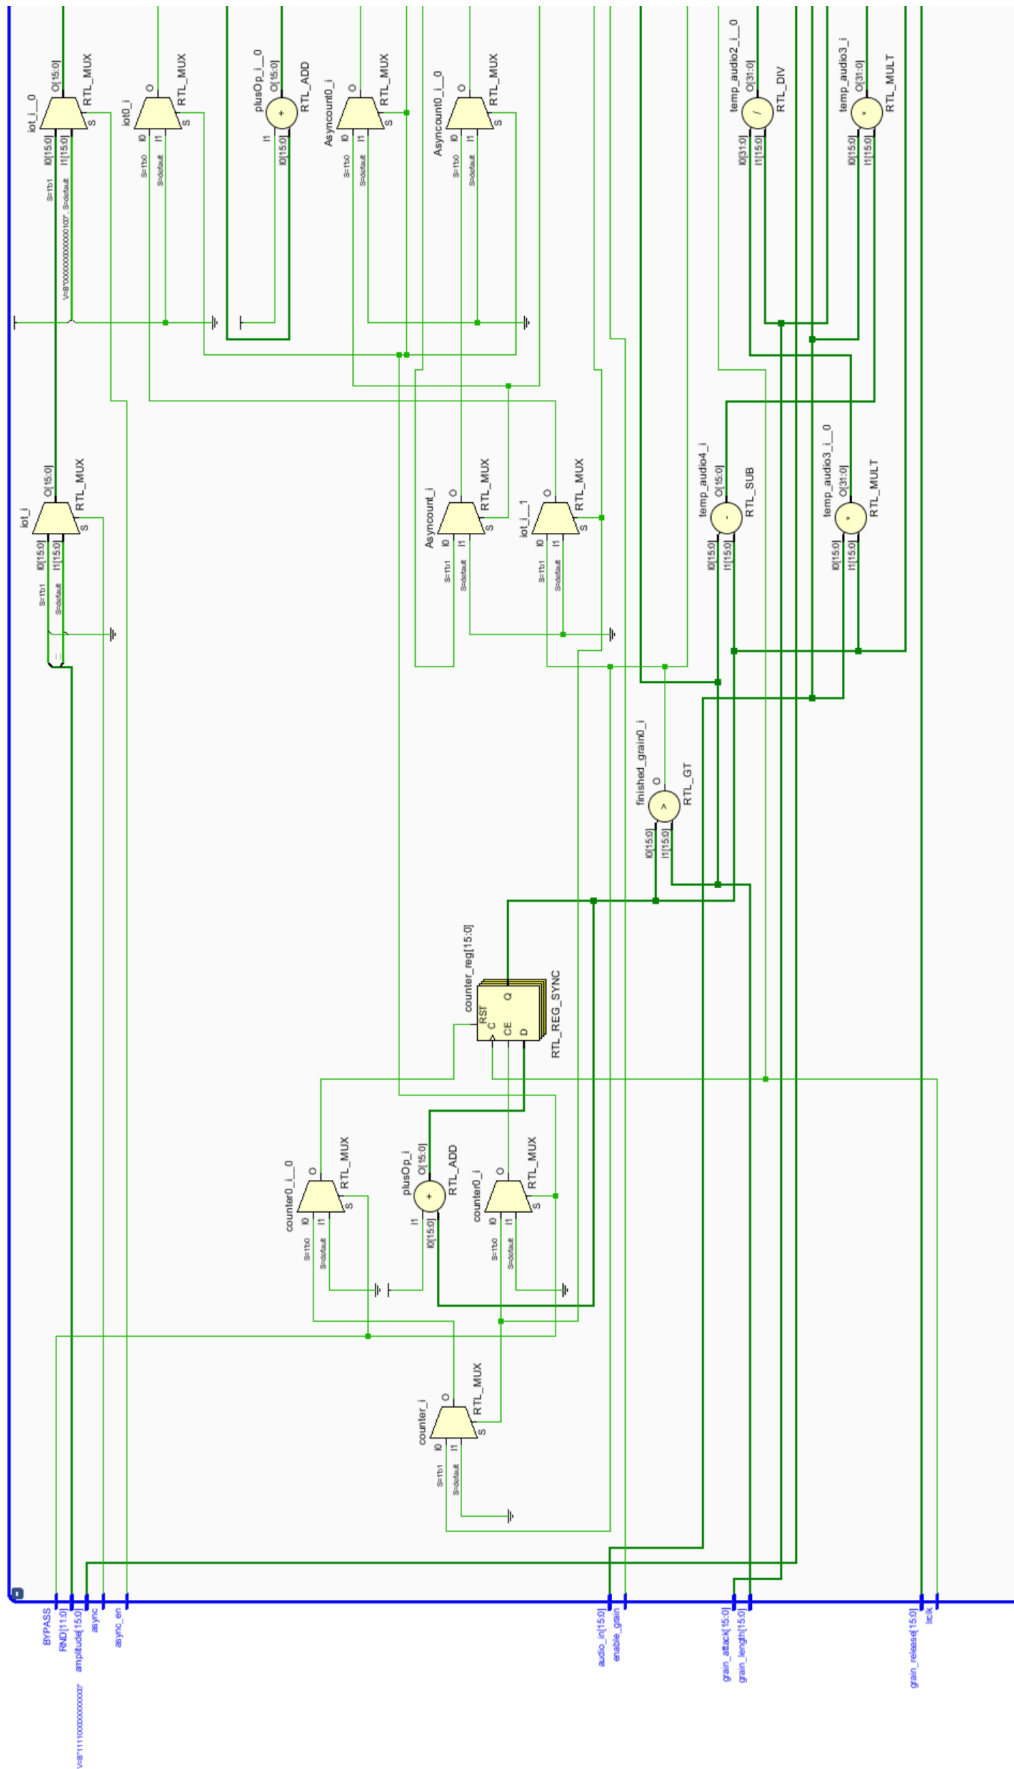 iot_i__0
I0[15:0]
S=1'b1
I1[15:0]
V=B"0000000000000100", S=default
O[15:0]
RTL_MUX
S
iot0_i
I0
S=1'b0
I1
S=default
O
RTL_MUX
S
plusOp_i__0
I1
I0[15:0]
O[15:0]
RTL_ADD
+
Asyncount0_i
I0
S=1'b0
I1
S=default
O
RTL_MUX
S
Asyncount0_i__0
I0
S=1'b0
I1
S=default
O
RTL_MUX
S
temp_audio2_i__0
I0[31:0]
I1[15:0]
O[31:0]
RTL_DIV
/
temp_audio3_i
I0[15:0]
I1[15:0]
O[31:0]
RTL_MULT
*
iot_i
I0[15:0]
S=1'b1
I1[15:0]
S=default
O[15:0]
RTL_MUX
S
Asyncount_i
I0
S=1'b1
I1
S=default
O
RTL_MUX
S
iot_i__1
I0
S=1'b1
I1
S=default
O
RTL_MUX
S
temp_audio4_i
I0[15:0]
I1[15:0]
O[15:0]
RTL_SUB
-
temp_audio3_i__0
I0[15:0]
I1[15:0]
O[31:0]
RTL_MULT
*
finished_grain0_i
I0[15:0]
I1[15:0]
O
RTL_GT
>
counter_reg[15:0]
RST
C
CE
D
Q
RTL_REG_SYNC
counter0_i__0
I0
S=1'b0
I1
S=default
O
RTL_MUX
S
plusOp_i
I1
I0[15:0]
O[15:0]
RTL_ADD
+
counter0_i
I0
S=1'b0
I1
S=default
O
RTL_MUX
S
counter_i
I0
S=1'b1
I1
S=default
O
RTL_MUX
S
BYPASS
RND[11:0]
V=B"1111000000000000"
amplitude[15:0]
async
async_en
audio_in[15:0]
enable_grain
grain_attack[15:0]
grain_length[15:0]
grain_release[15:0]
lrclk